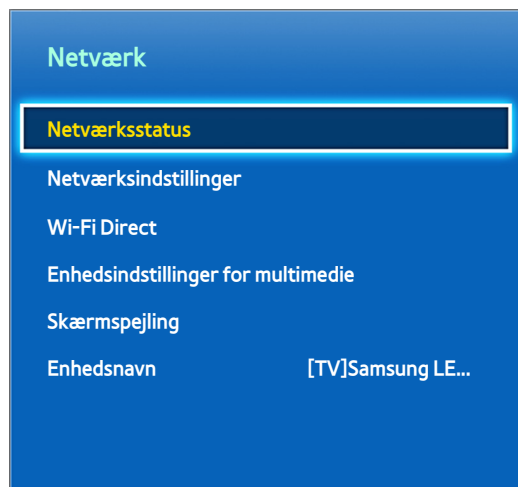 Netværk
Netværksstatus
Netværksindstillinger
Wi-Fi Direct
Enhedsindstillinger for multimedie
Skærmspejling
Enhedsnavn [TV]Samsung LE...